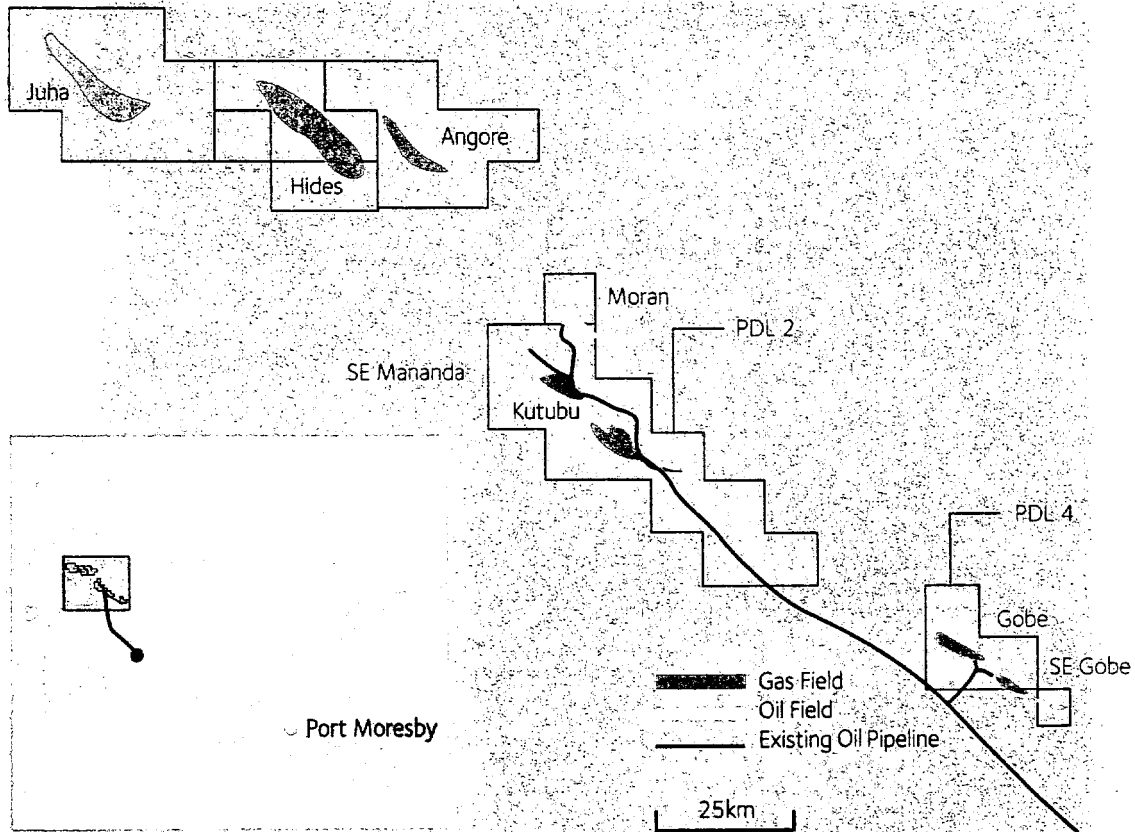 Juha
Angore
Hides
Moran
PDL 2
SE Mananda
Kutubu
PDL 4
Gobe
SE Gobe
Gas Field
Oil Field
Existing Oil Pipeline
Port Moresby
25km